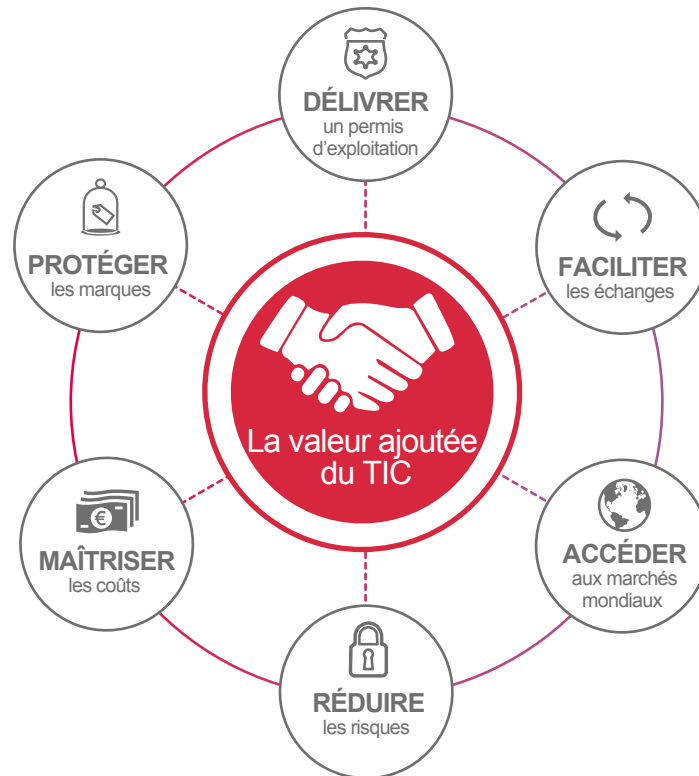 DÉLIVRER
un permis
d'exploitation
FACILITER
les échanges
ACCÉDER
aux marchés
mondiaux
RÉDUIRE
les risques
MAÎTRISER
les coûts
PROTÉGER
les marques
La valeur ajoutée
du TIC
€